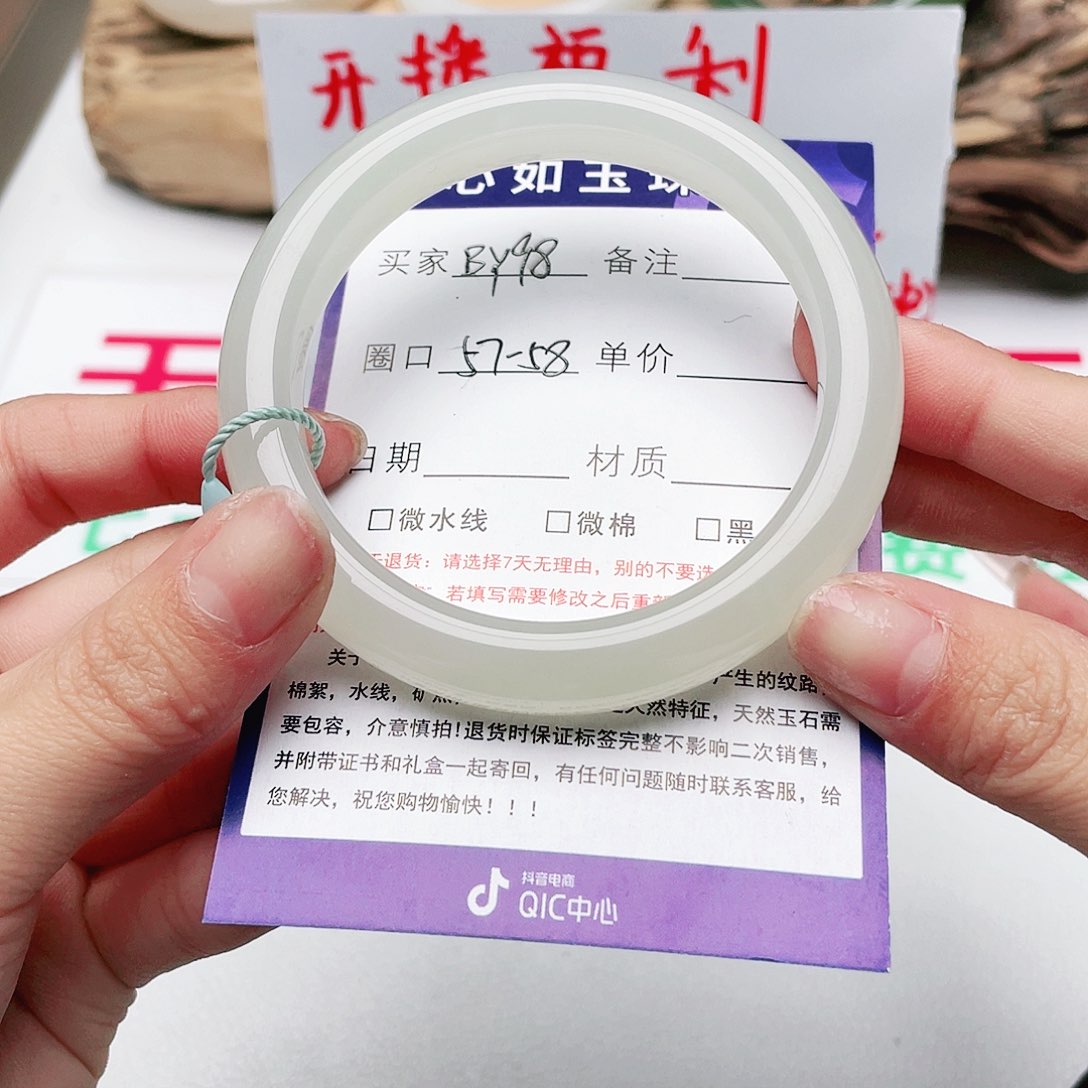 开播福利
心如玉珠
买家 BY98 备注
圈口 57-58 单价
日期 材质
□微水线 □微棉 □黑
退货：请选择7天无理由，别的不要选
若填写需要修改之后重新
关于 产生的纹路
棉絮，水线，矿点， 天然特征，天然玉石需
要包容，介意慎拍！退货时保证标签完整不影响二次销售，
并附带证书和礼盒一起寄回，有任何问题随时联系客服，给
您解决，祝您购物愉快！！！
抖音电商
QIC中心